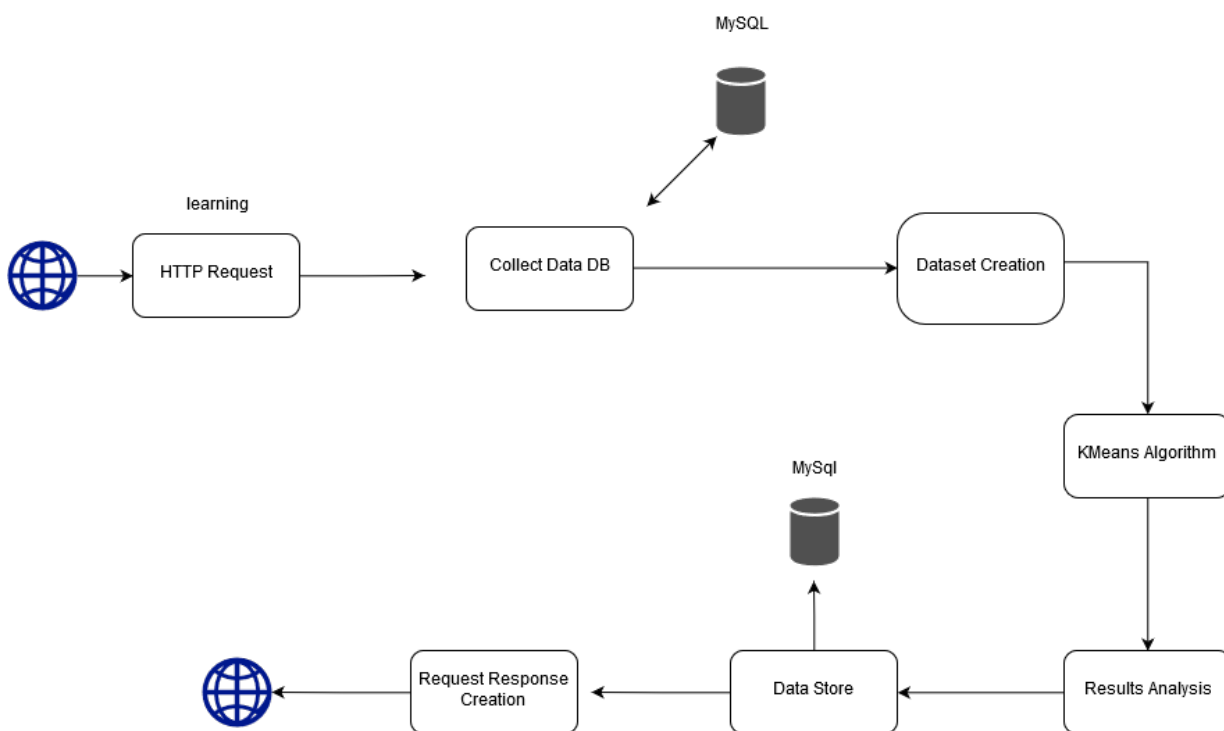 MySQL
learning
HTTP Request
Collect Data DB
Dataset Creation
KMeans Algorithm
MySql
Request Response
Creation
Data Store
Results Analysis